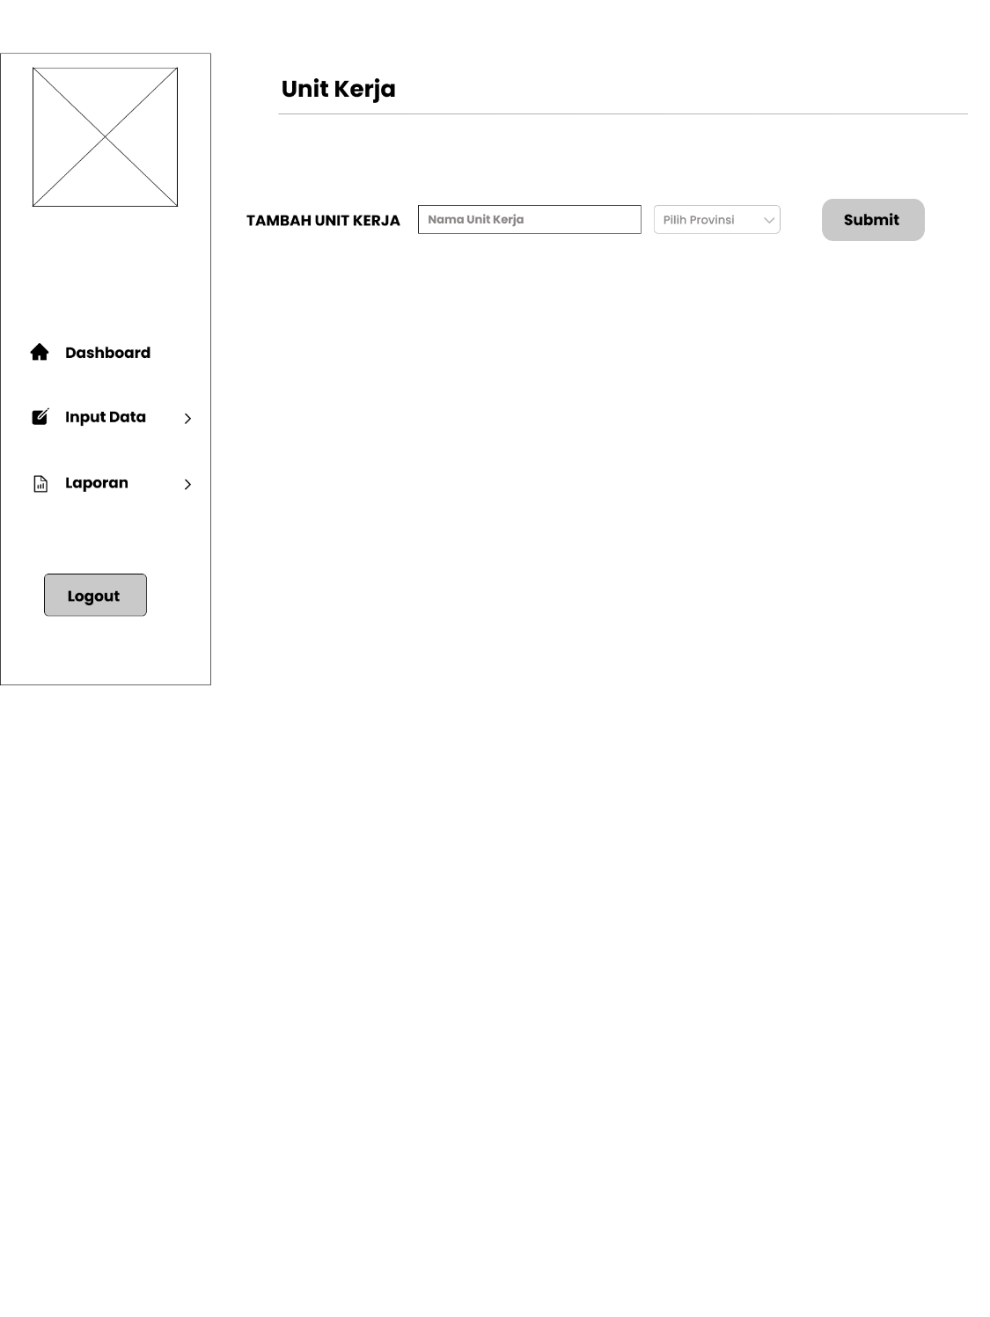 Unit Kerja
TAMBAH UNIT KERJA
Nama Unit Kerja
Pilih Provinsi
Submit
Dashboard
Input Data
Laporan
Logout